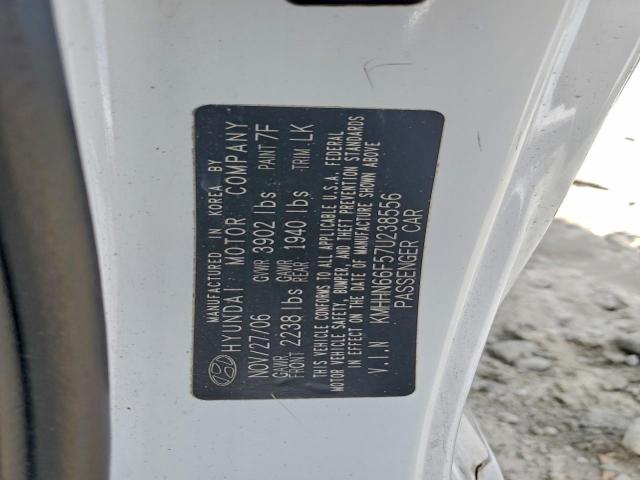 MANUFACTURED IN KOREA BY
HYUNDAI MOTOR COMPANY
NOV/27/06 GVWR 3902 lbs PAINT 7F
GAWR FRONT 2238 lbs GAWR REAR 1940 lbs TRIM LK
THIS VEHICLE CONFORMS TO ALL APPLICABLE U.S.A. FEDERAL
MOTOR VEHICLE SAFETY, BUMPER, AND THEFT PREVENTION STANDARDS
IN EFFECT ON THE DATE OF MANUFACTURE SHOWN ABOVE
V.I.N KMHHN66F57U238556
PASSENGER CAR